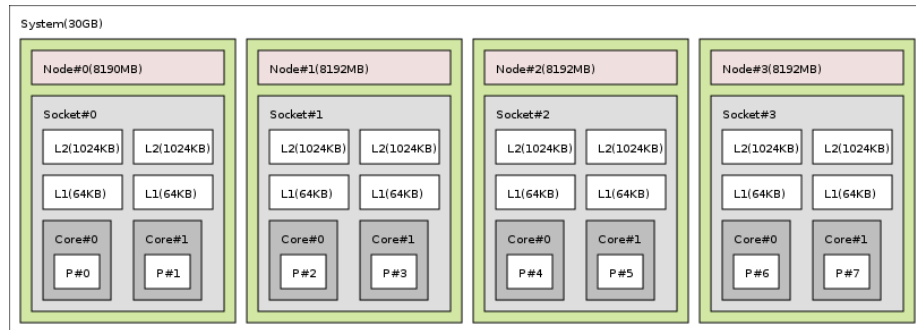 System(30GB)
Node#0(8190MB) Node#1(8192MB) Node#2(8192MB) Node#3(8192MB)
Socket#0 Socket#1 Socket#2 Socket#3
L2(1024KB) L2(1024KB) L2(1024KB) L2(1024KB) L2(1024KB) L2(1024KB) L2(1024KB) L2(1024KB)
L1(64KB) L1(64KB) L1(64KB) L1(64KB) L1(64KB) L1(64KB) L1(64KB) L1(64KB)
Core#0 Core#1 Core#0 Core#1 Core#0 Core#1 Core#0 Core#1
P#0 P#1 P#2 P#3 P#4 P#5 P#6 P#7